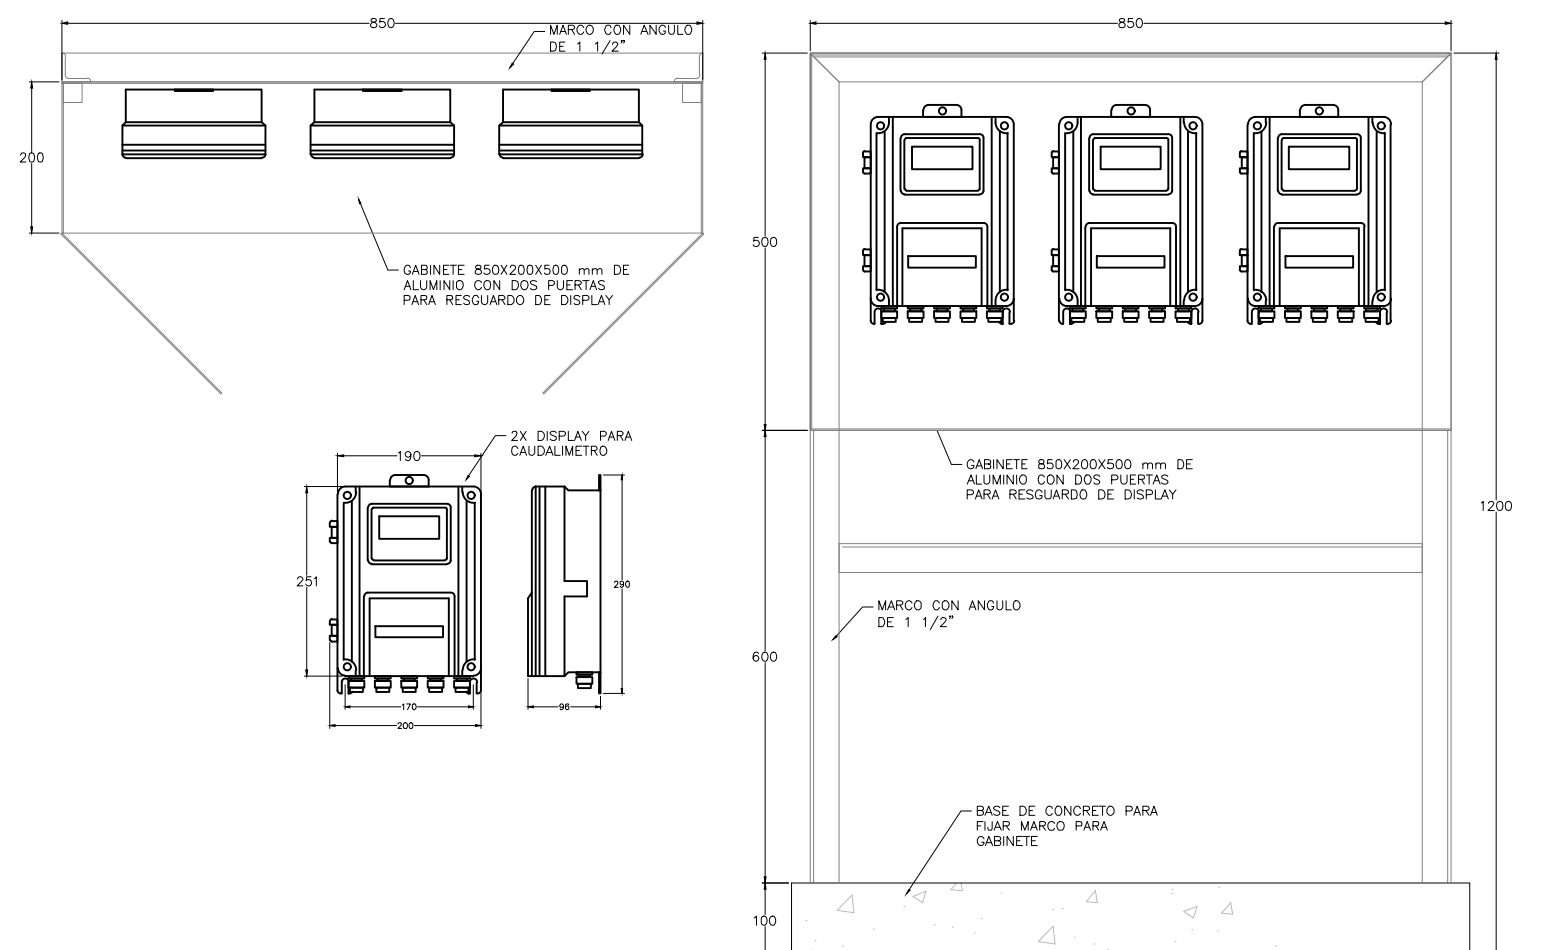 850
MARCO CON ANGULO
DE 1 1/2”
200
GABINETE 850X200X500 mm DE
ALUMINIO CON DOS PUERTAS
PARA RESGUARDO DE DISPLAY
2X DISPLAY PARA
CAUDALIMETRO
190
251
290
170
200
96
850
500
1200
GABINETE 850X200X500 mm DE
ALUMINIO CON DOS PUERTAS
PARA RESGUARDO DE DISPLAY
MARCO CON ANGULO
DE 1 1/2”
600
BASE DE CONCRETO PARA
FIJAR MARCO PARA
GABINETE
100